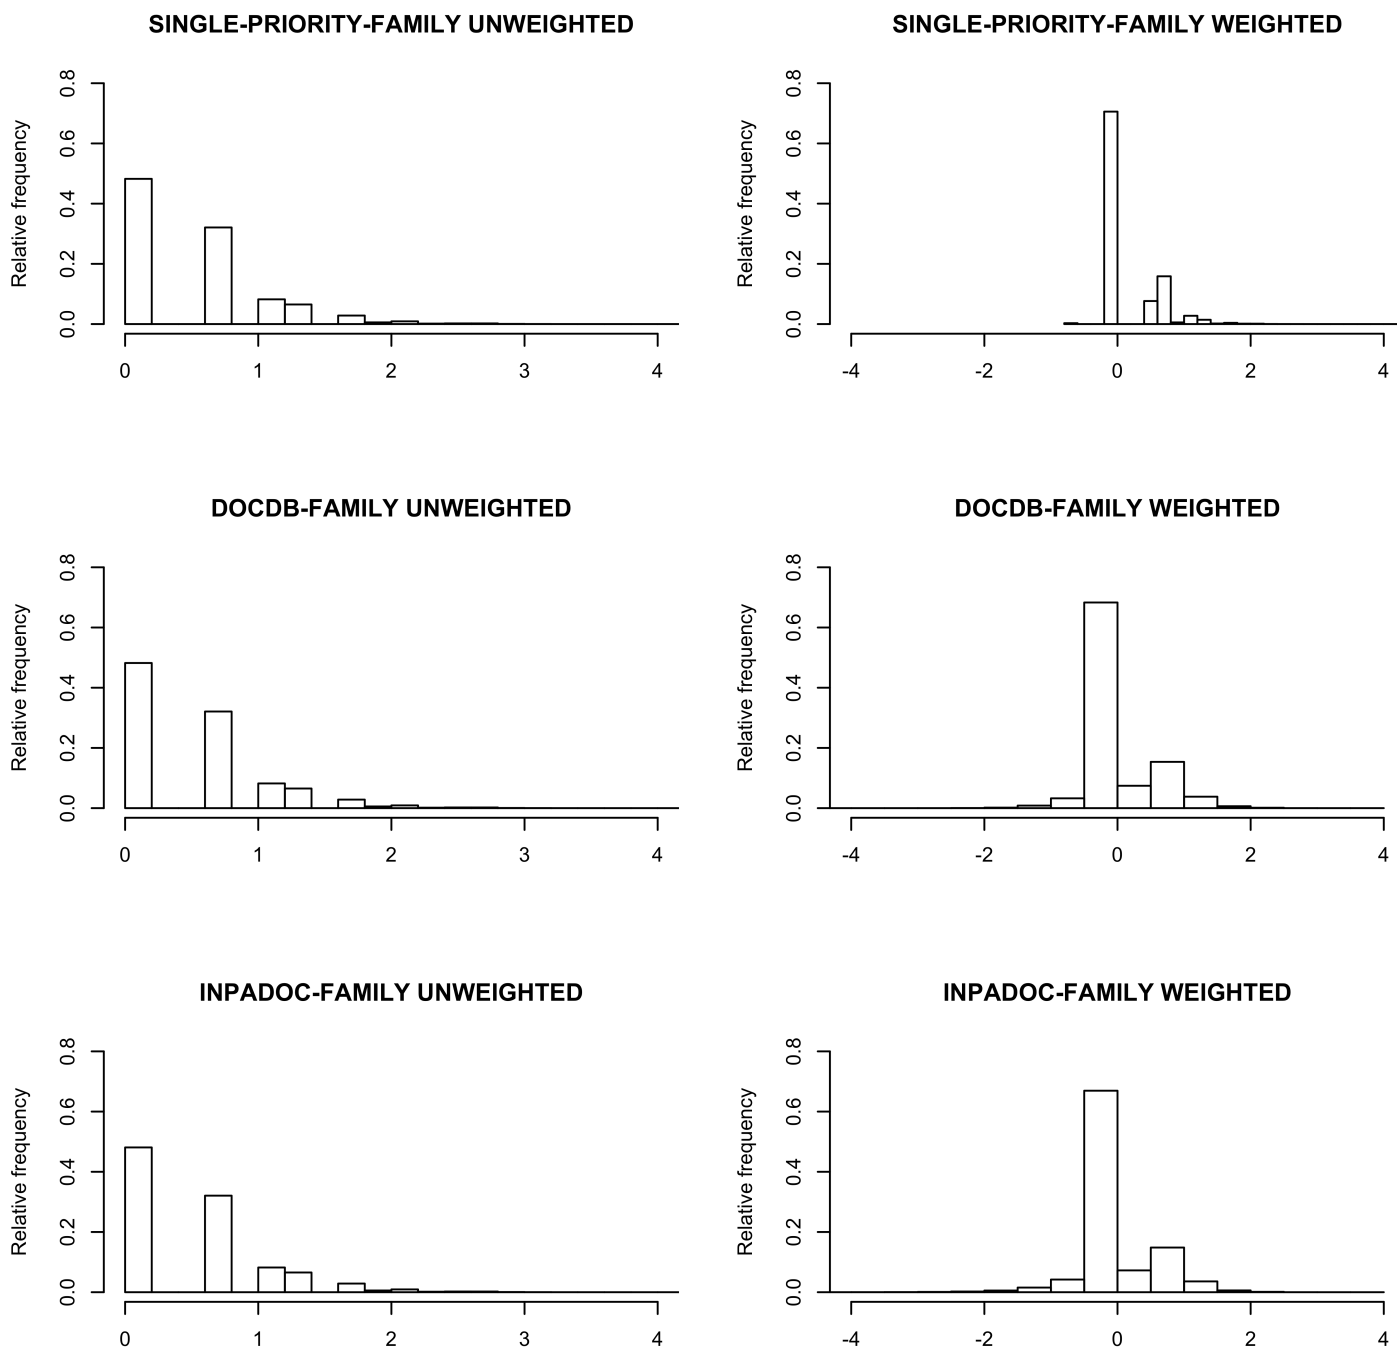 SINGLE-PRIORITY-FAMILY UNWEIGHTED
Relative frequency
0.0 0.2 0.4 0.6 0.8
0 1 2 3 4
SINGLE-PRIORITY-FAMILY WEIGHTED
Relative frequency
0.0 0.2 0.4 0.6 0.8
-4 -2 0 2 4
DOCDB-FAMILY UNWEIGHTED
Relative frequency
0.0 0.2 0.4 0.6 0.8
0 1 2 3 4
DOCDB-FAMILY WEIGHTED
Relative frequency
0.0 0.2 0.4 0.6 0.8
-4 -2 0 2 4
INPADOC-FAMILY UNWEIGHTED
Relative frequency
0.0 0.2 0.4 0.6 0.8
0 1 2 3 4
INPADOC-FAMILY WEIGHTED
Relative frequency
0.0 0.2 0.4 0.6 0.8
-4 -2 0 2 4